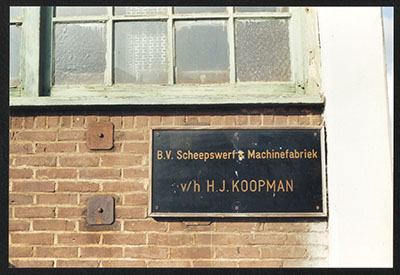 B.V. Scheepswerf & Machinefabriek
v/h H.J. KOOPMAN